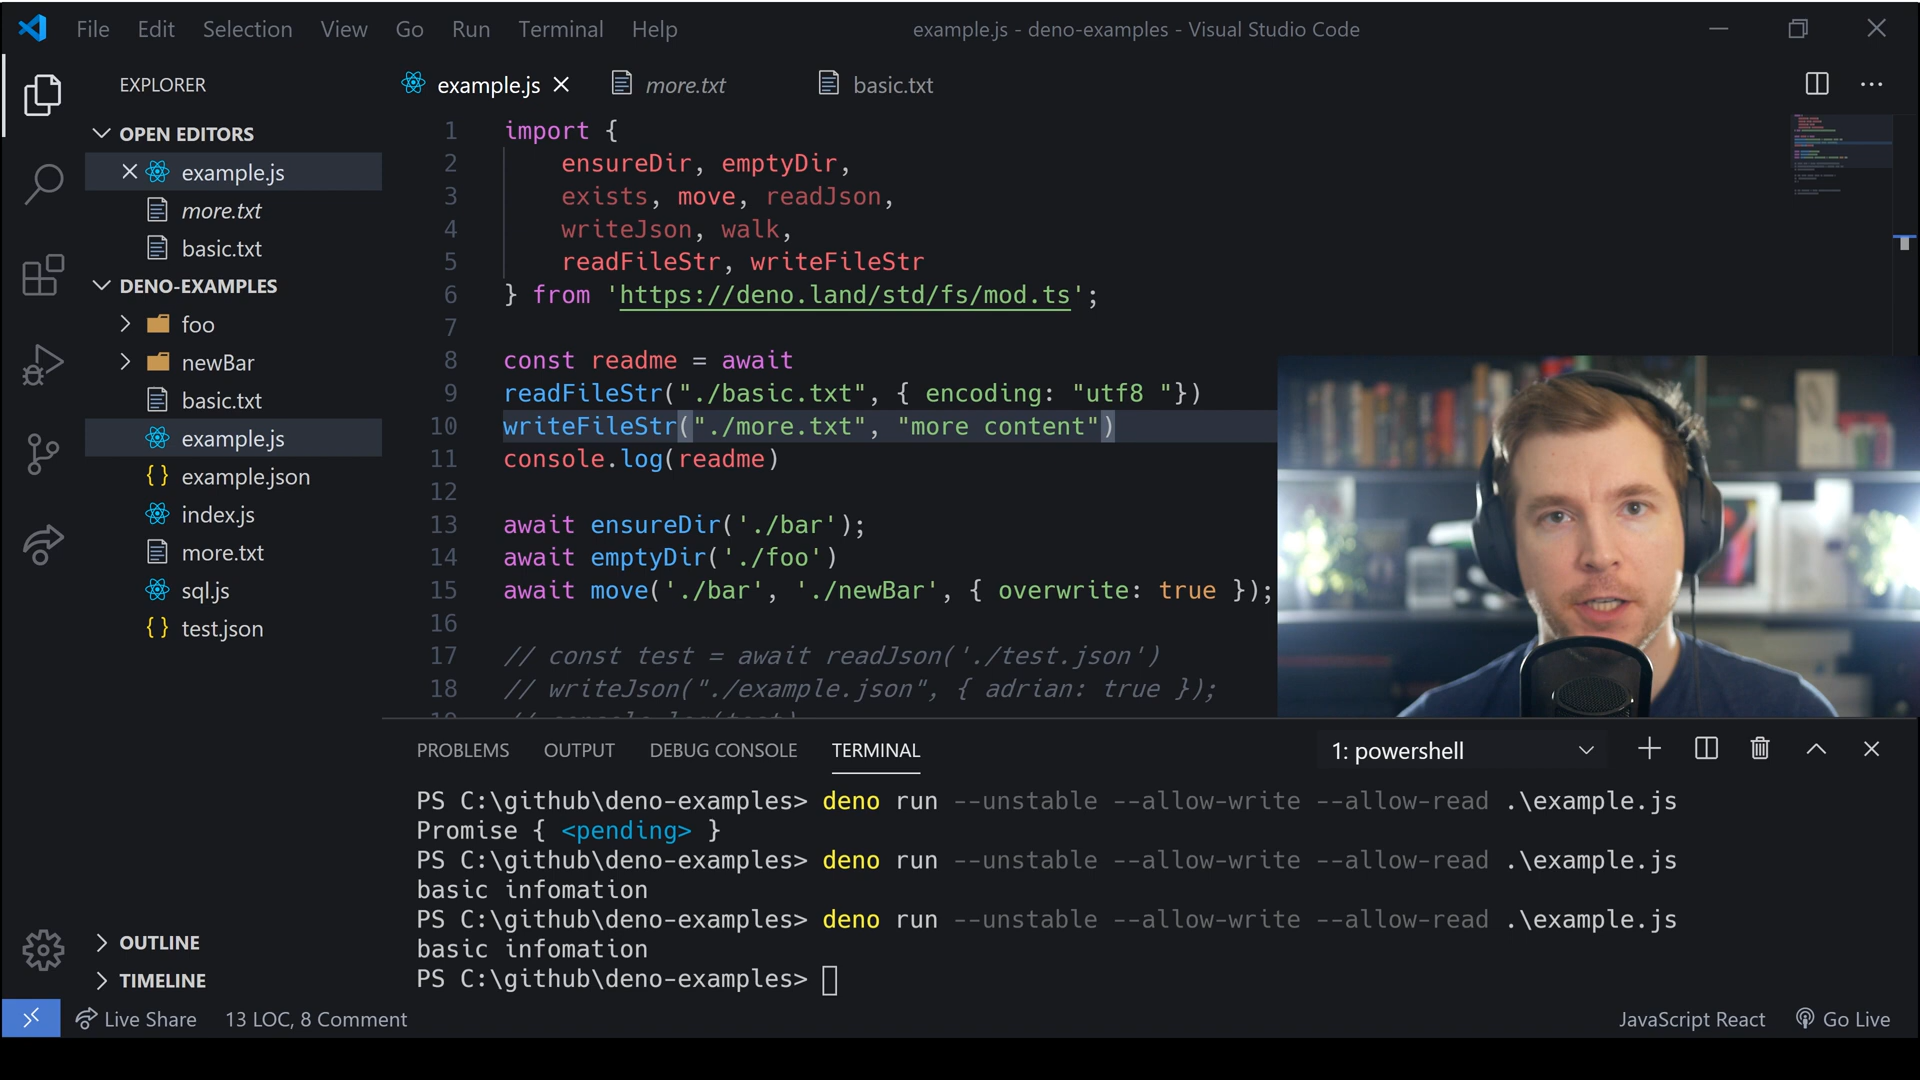 File Edit Selection View Go Run Terminal Help example.js - deno-examples - Visual Studio Code
EXPLORER
OPEN EDITORS
example.js
more.txt
basic.txt
DENO-EXAMPLES
foo
newBar
basic.txt
example.js
example.json
index.js
more.txt
sql.js
test.json
OUTLINE
TIMELINE
example.js more.txt basic.txt
1 import {
2 ensureDir, emptyDir,
3 exists, move, readJson,
4 writeJson, walk,
5 readFileStr, writeFileStr
6 } from 'https://deno.land/std/fs/mod.ts';
7
8 const readme = await
9 readFileStr("./basic.txt", { encoding: "utf8 "})
10 writeFileStr("./more.txt", "more content")
11 console.log(readme)
12
13 await ensureDir('./bar');
14 await emptyDir('./foo')
15 await move('./bar', './newBar', { overwrite: true });
16
17 // const test = await readJson('./test.json')
18 // writeJson("./example.json", { adrian: true });
19 // console.log(test)
PROBLEMS OUTPUT DEBUG CONSOLE TERMINAL 1: powershell
PS C:\github\deno-examples> deno run --unstable --allow-write --allow-read .\example.js
Promise { <pending> }
PS C:\github\deno-examples> deno run --unstable --allow-write --allow-read .\example.js
basic infomation
PS C:\github\deno-examples> deno run --unstable --allow-write --allow-read .\example.js
basic infomation
PS C:\github\deno-examples>
Live Share 13 LOC, 8 Comment JavaScript React Go Live